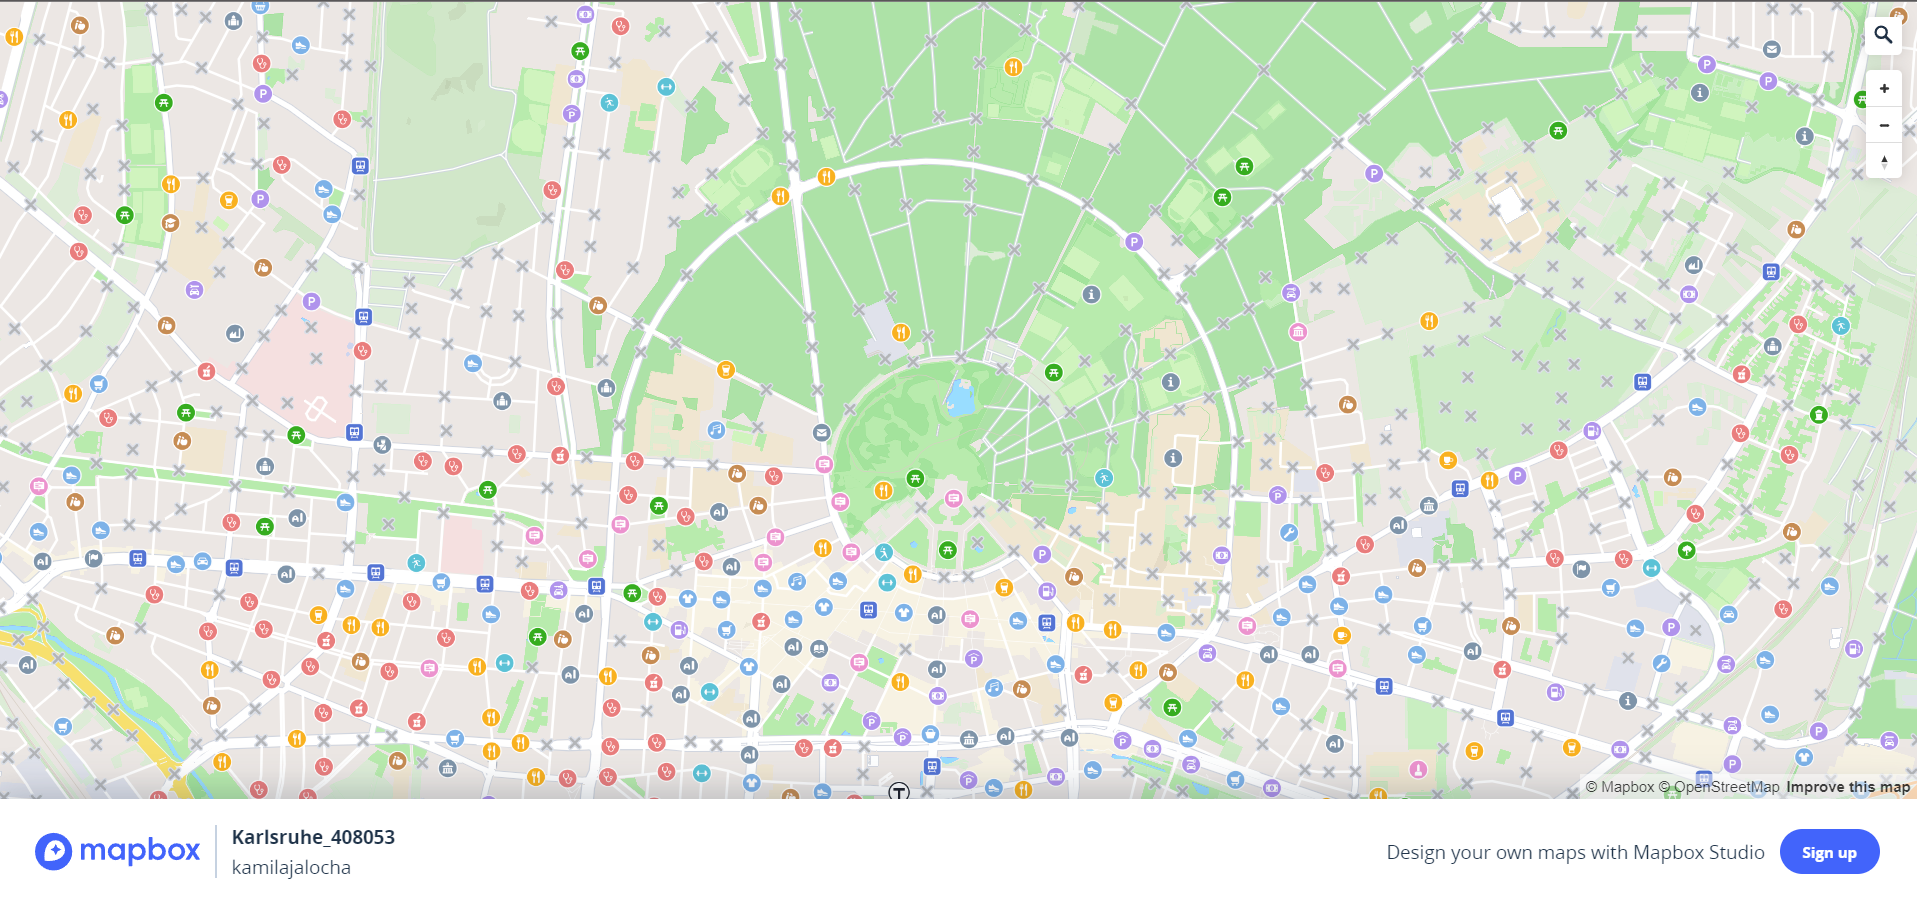 © Mapbox © OpenStreetMap Improve this map
mapbox
Karlsruhe_408053
kamilajalocha
Design your own maps with Mapbox Studio
Sign up